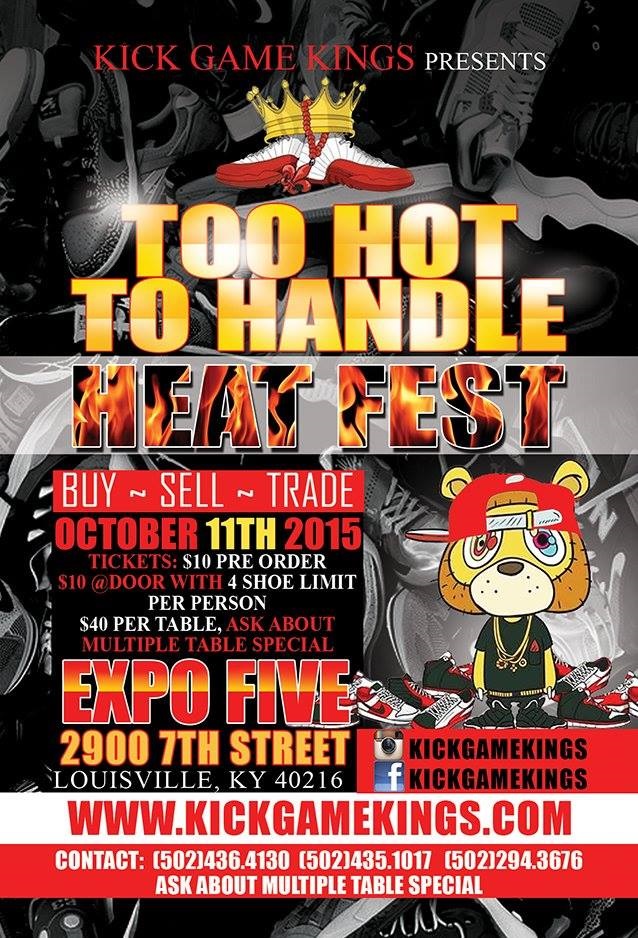 KICK GAME KINGS PRESENTS
TOO HOT
TO HANDLE
HEAT FEST
BUY ~ SELL ~ TRADE
OCTOBER 11TH 2015
TICKETS: $10 PRE ORDER
$10 @DOOR WITH 4 SHOE LIMIT
PER PERSON
$40 PER TABLE, ASK ABOUT
MULTIPLE TABLE SPECIAL
EXPO FIVE
2900 7TH STREET
LOUISVILLE, KY 40216
KICKGAMEKINGS
f KICKGAMEKINGS
WWW.KICKGAMEKINGS.COM
CONTACT: (502)436.4130 (502)435.1017 (502)294.3676
ASK ABOUT MULTIPLE TABLE SPECIAL